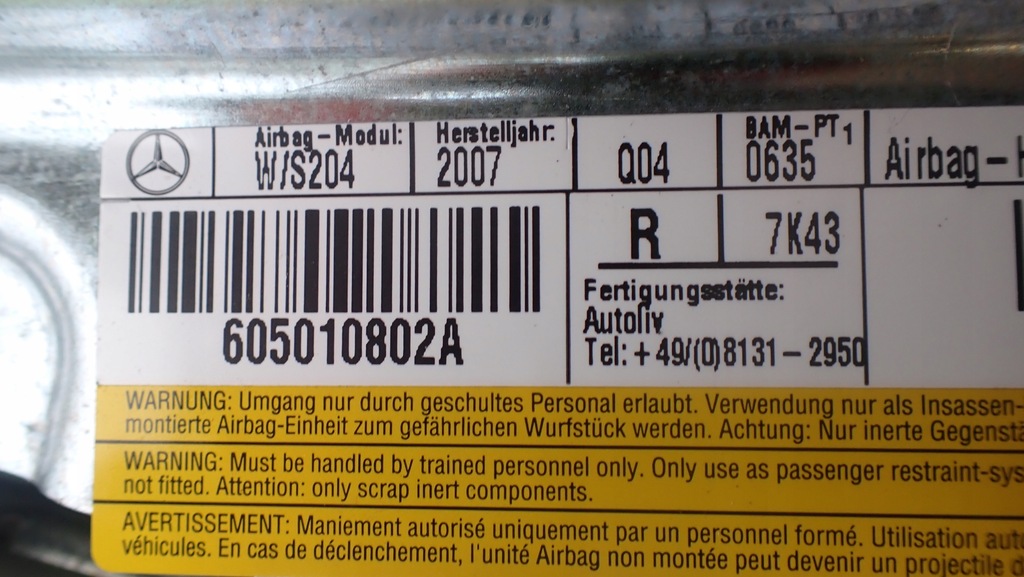 Airbag-Modul:
W/S204
Herstelljahr:
2007
Q04
BAM-PT1
0635
Airbag-
605010802A
R
7K43
Fertigungsstätte:
Autoliv
Tel: +49/(0)8131-2950
WARNUNG: Umgang nur durch geschultes Personal erlaubt. Verwendung nur als Insassen-
montierte Airbag-Einheit zum gefährlichen Wurfstück werden. Achtung: Nur inerte Gegenstä
WARNING: Must be handled by trained personnel only. Only use as passenger restraint-sys
not fitted. Attention: only scrap inert components.
AVERTISSEMENT: Maniement autorisé uniquement par un personnel formé. Utilisation auto
véhicules. En cas de déclenchement, l'unité Airbag non montée peut devenir un projectile d